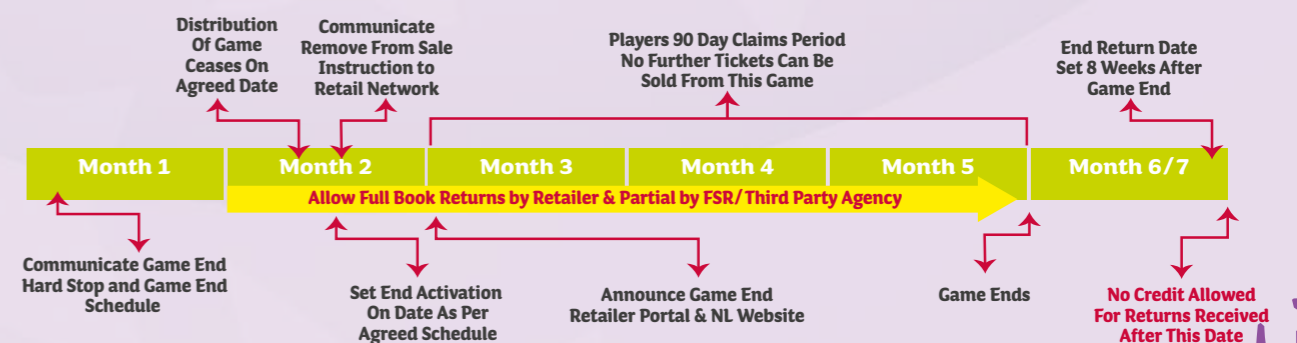 Distribution
Of Game
Ceases On
Agreed Date
Communicate
Remove From Sale
Instruction to
Retail Network
Players 90 Day Claims Period
No Further Tickets Can Be
Sold From This Game
End Return Date
Set 8 Weeks After
Game End
Month 1
Month 2
Month 3
Month 4
Month 5
Month 6/7
Allow Full Book Returns by Retailer & Partial by FSR/Third Party Agency
Communicate Game End
Hard Stop and Game End
Schedule
Set End Activation
On Date As Per
Agreed Schedule
Announce Game End
Retailer Portal & NL Website
Game Ends
No Credit Allowed
For Returns Received
After This Date